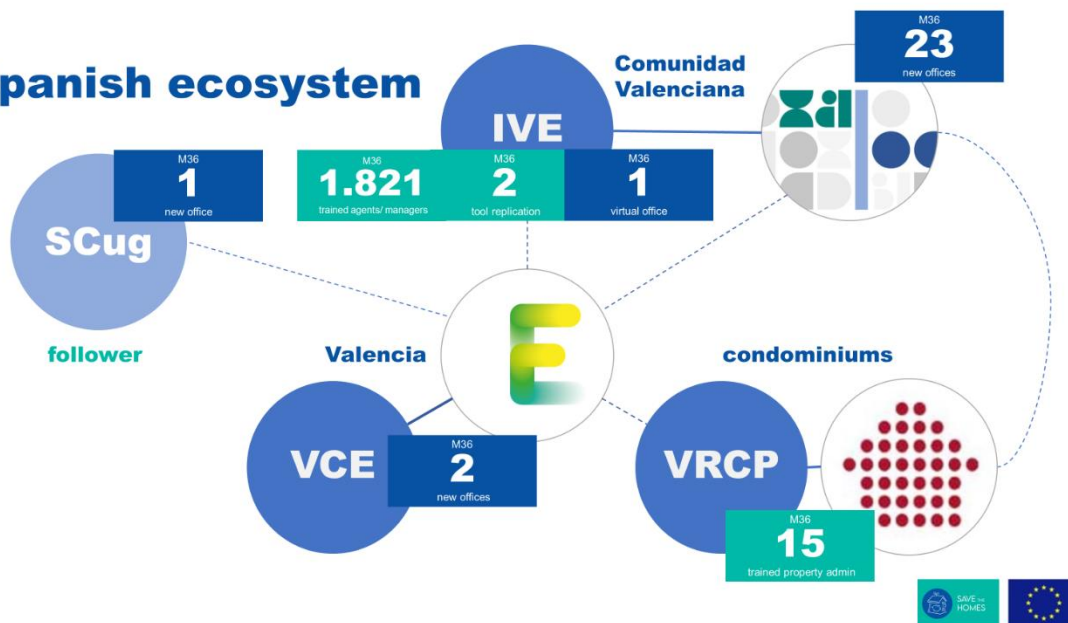 panish ecosystem
IVE
Comunidad
Valenciana
M36
23
new offices
xāl
M36
1
new office
M36
1.821
trained agents/ managers
M36
2
tool replication
M36
1
virtual office
SCug
follower
Valencia
condominiums
VCE
M36
2
new offices
E
VRCP
M36
15
trained property admin
SAVE THE
HOMES